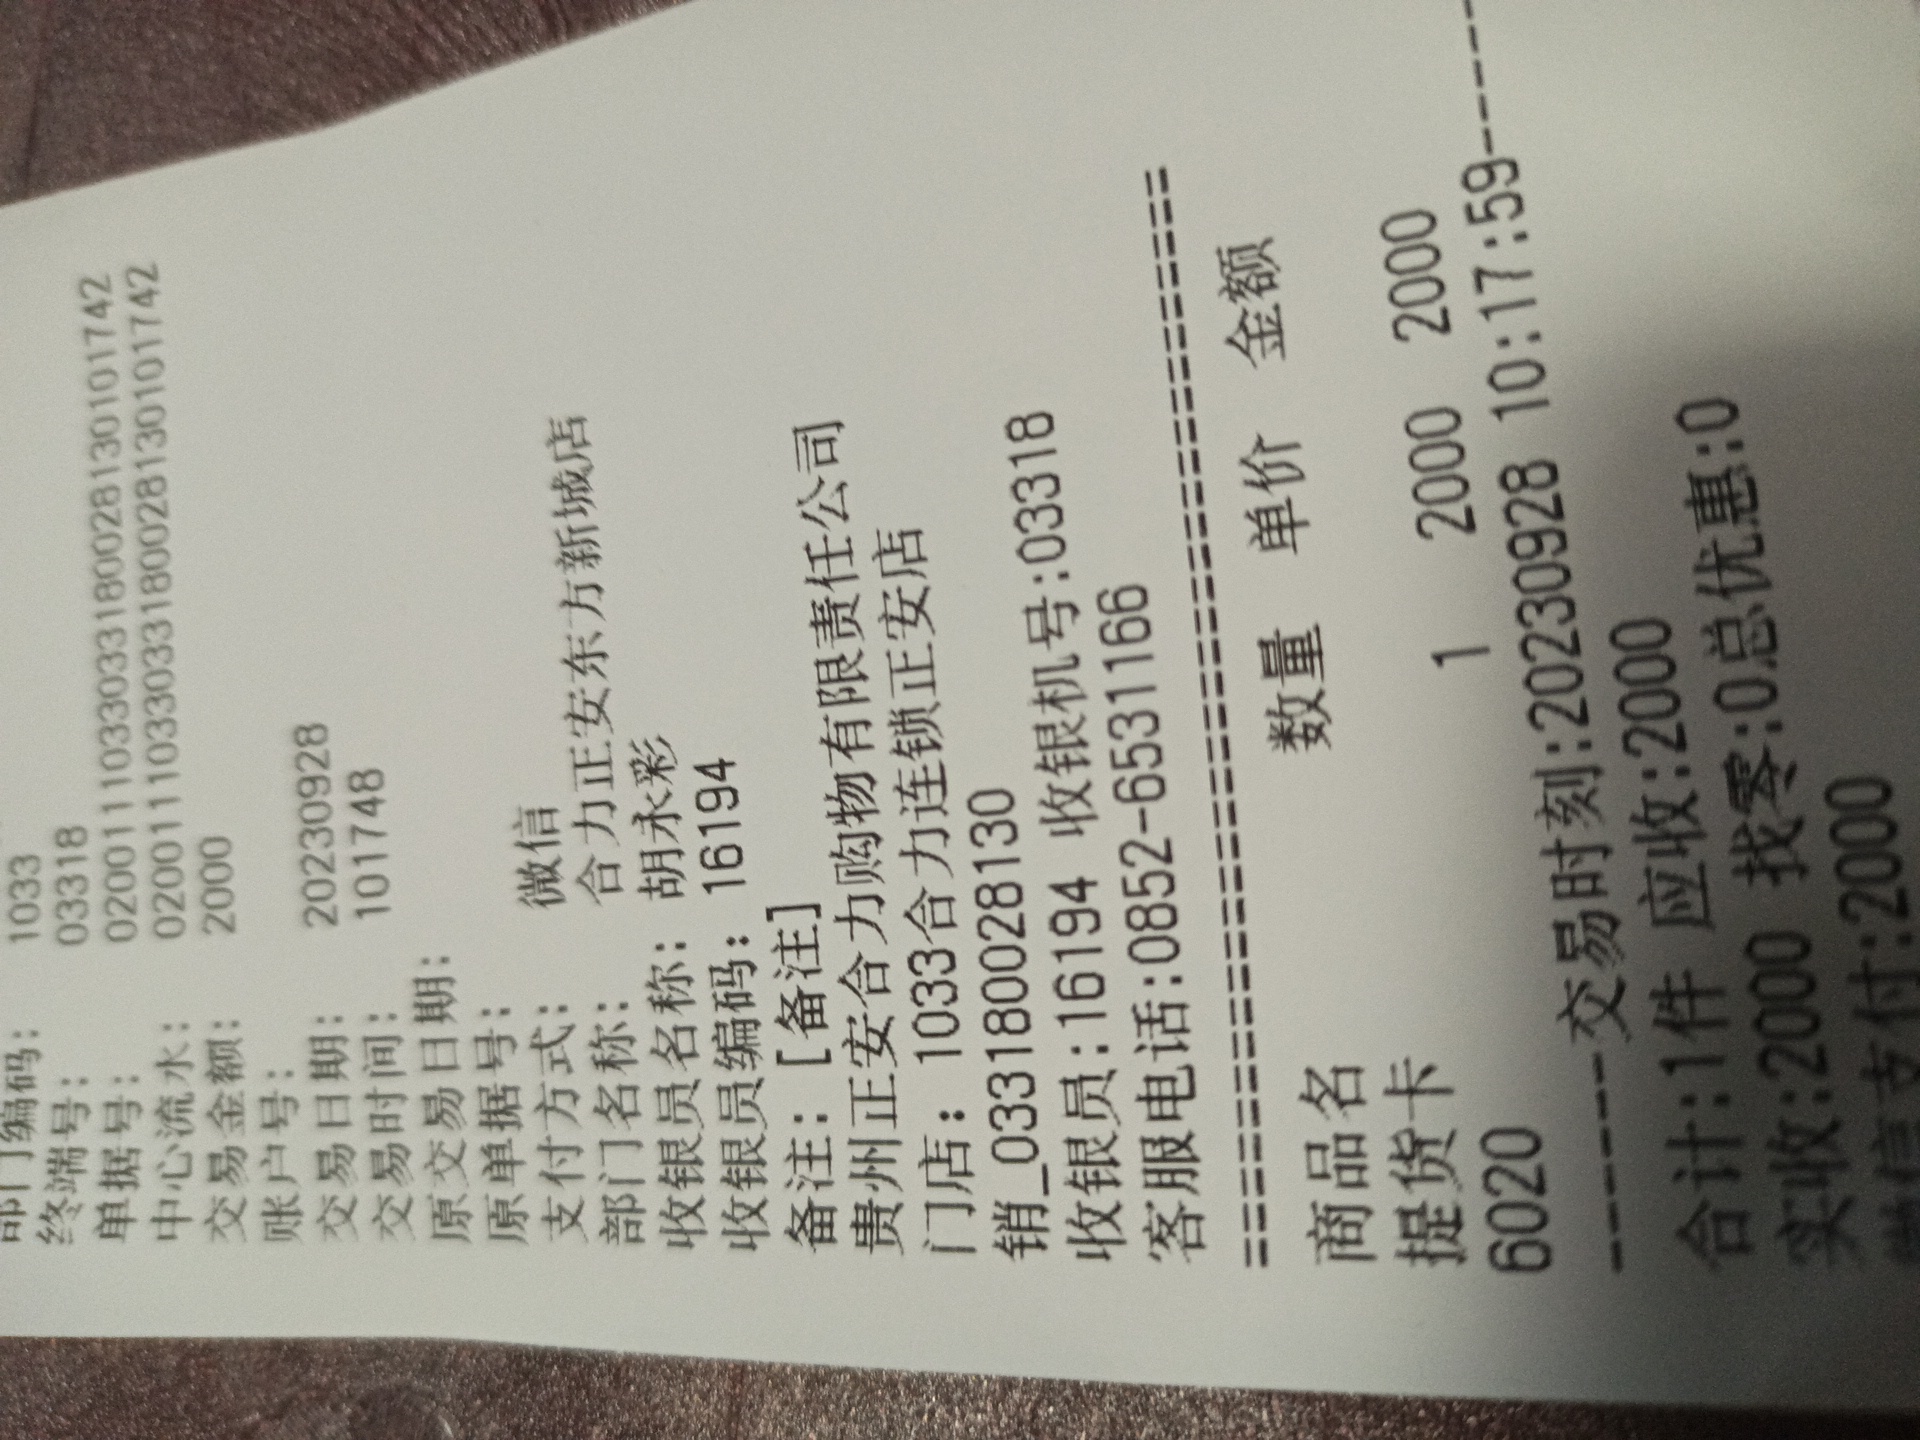 部门编码: 1033
终端号: 033318
单据号: 02001110330331800281301 01742
中心流水: 0200111033033180028130101742
交易金额: 2000
账户号:
交易日期: 20230928
交易时间: 101748
原交易日期:
原单据号:
支付方式: 微信
部门名称: 合力正安东方新城店
收银员名称: 胡永彩
收银员编码: 16194
备注: [备注]
贵州正安合力购物有限责任公司
门店: 1033合力连锁正安店
销_0331800028130
收银员:16194 收银机号:033318
客服电话:0852-6531166
================================
商品名 数量 单价 金额
提货卡 1 2000 2000
6020
------交易时刻:20230928 10:17:59------
合计:1件 应收:2000
实收:2000 找零:0总优惠:0
微信支付:2000